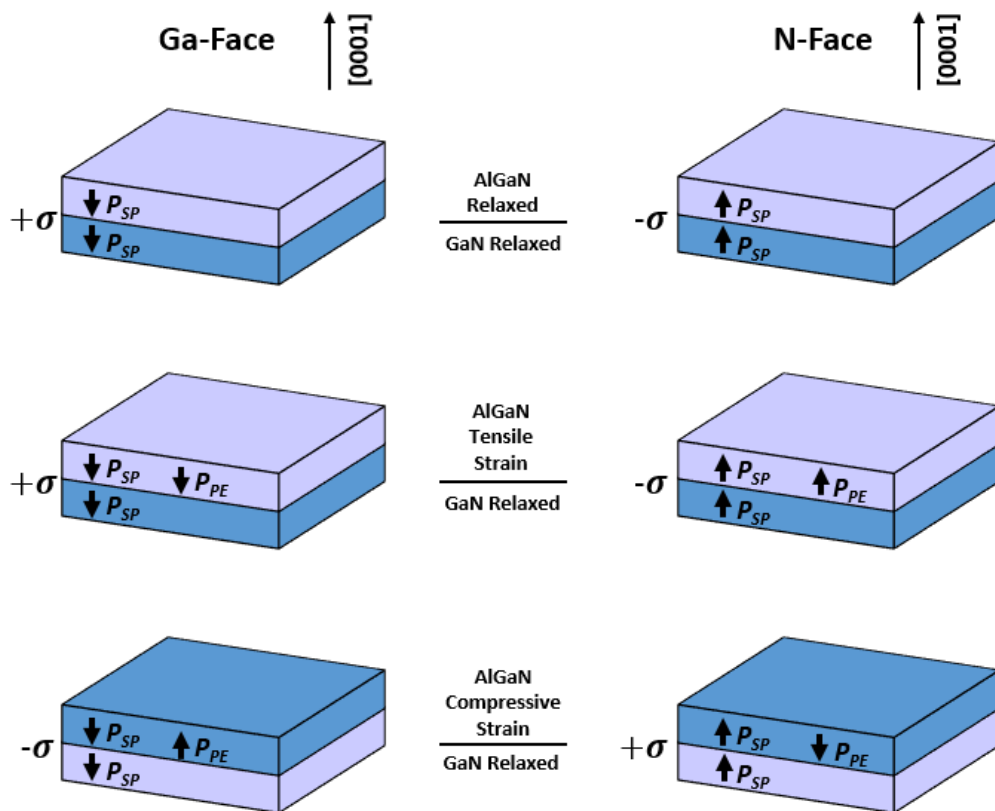 Ga-Face
[0001]
N-Face
[0001]
+σ
P_SP
P_SP
AlGaN
Relaxed
GaN Relaxed
-σ
P_SP
P_SP
+σ
P_SP P_PE
P_SP
AlGaN
Tensile
Strain
GaN Relaxed
-σ
P_SP P_PE
P_SP
-σ
P_SP P_PE
P_SP
AlGaN
Compressive
Strain
GaN Relaxed
+σ
P_SP P_PE
P_SP